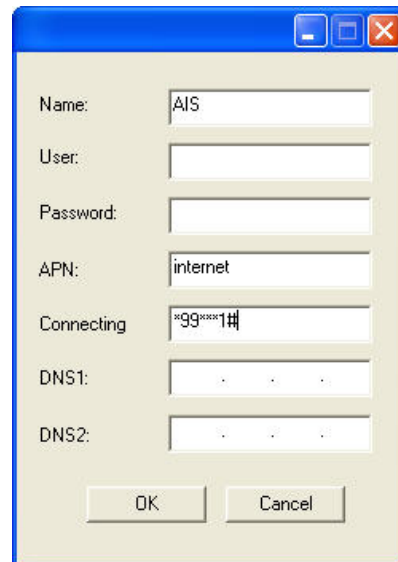 Name: AIS
User:
Password:
APN: internet
Connecting *99***1#
DNS1: . . .
DNS2: . . .
OK Cancel